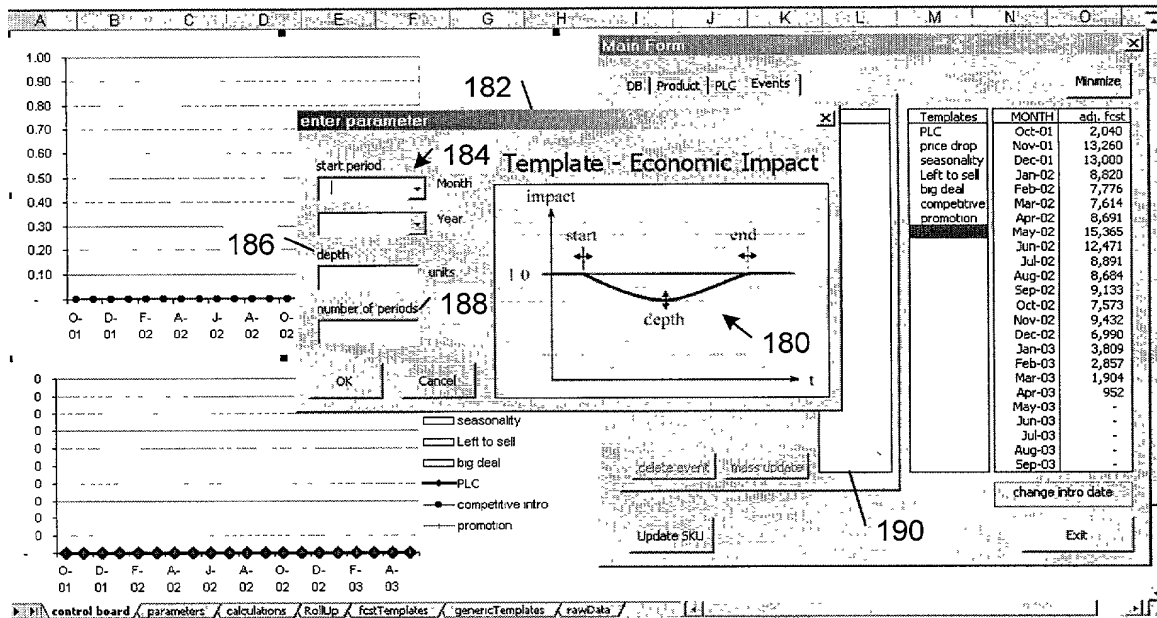 A B C D E F G H I J K L M N O
Main Form
DB Product PLC Events
Minimize
1.00
0.90
0.80
0.70
0.60
0.50
0.40
0.30
0.20
0.10
-
O-01 D-01 F-02 A-02 J-02 A-02 O-02
182
enter parameter
184
start period
Month
Year
186
depth
units
number of periods
188
OK
Cancel
Template - Economic Impact
impact
start
end
1 0
depth
180
t
Templates
PLC
price drop
seasonality
Left to sell
big deal
competitive
promotion
MONTH adj. fcst
Oct-01 2,040
Nov-01 13,260
Dec-01 13,000
Jan-02 8,820
Feb-02 7,776
Mar-02 7,614
Apr-02 8,691
May-02 15,365
Jun-02 12,471
Jul-02 8,891
Aug-02 8,684
Sep-02 9,133
Oct-02 7,573
Nov-02 9,432
Dec-02 6,990
Jan-03 3,809
Feb-03 2,857
Mar-03 1,904
Apr-03 952
May-03 -
Jun-03 -
Jul-03 -
Aug-03 -
Sep-03 -
0
0
0
0
0
0
0
0
0
-
O-01 D-01 F-02 A-02 J-02 A-02 O-02 D-02 F-03 A-03
seasonality
Left to sell
big deal
PLC
competitive intro
promotion
delete event
mass update
190
change intro date
Update SKU
Exit
control board parameters calculations RollUp fcstTemplates genericTemplates rawData